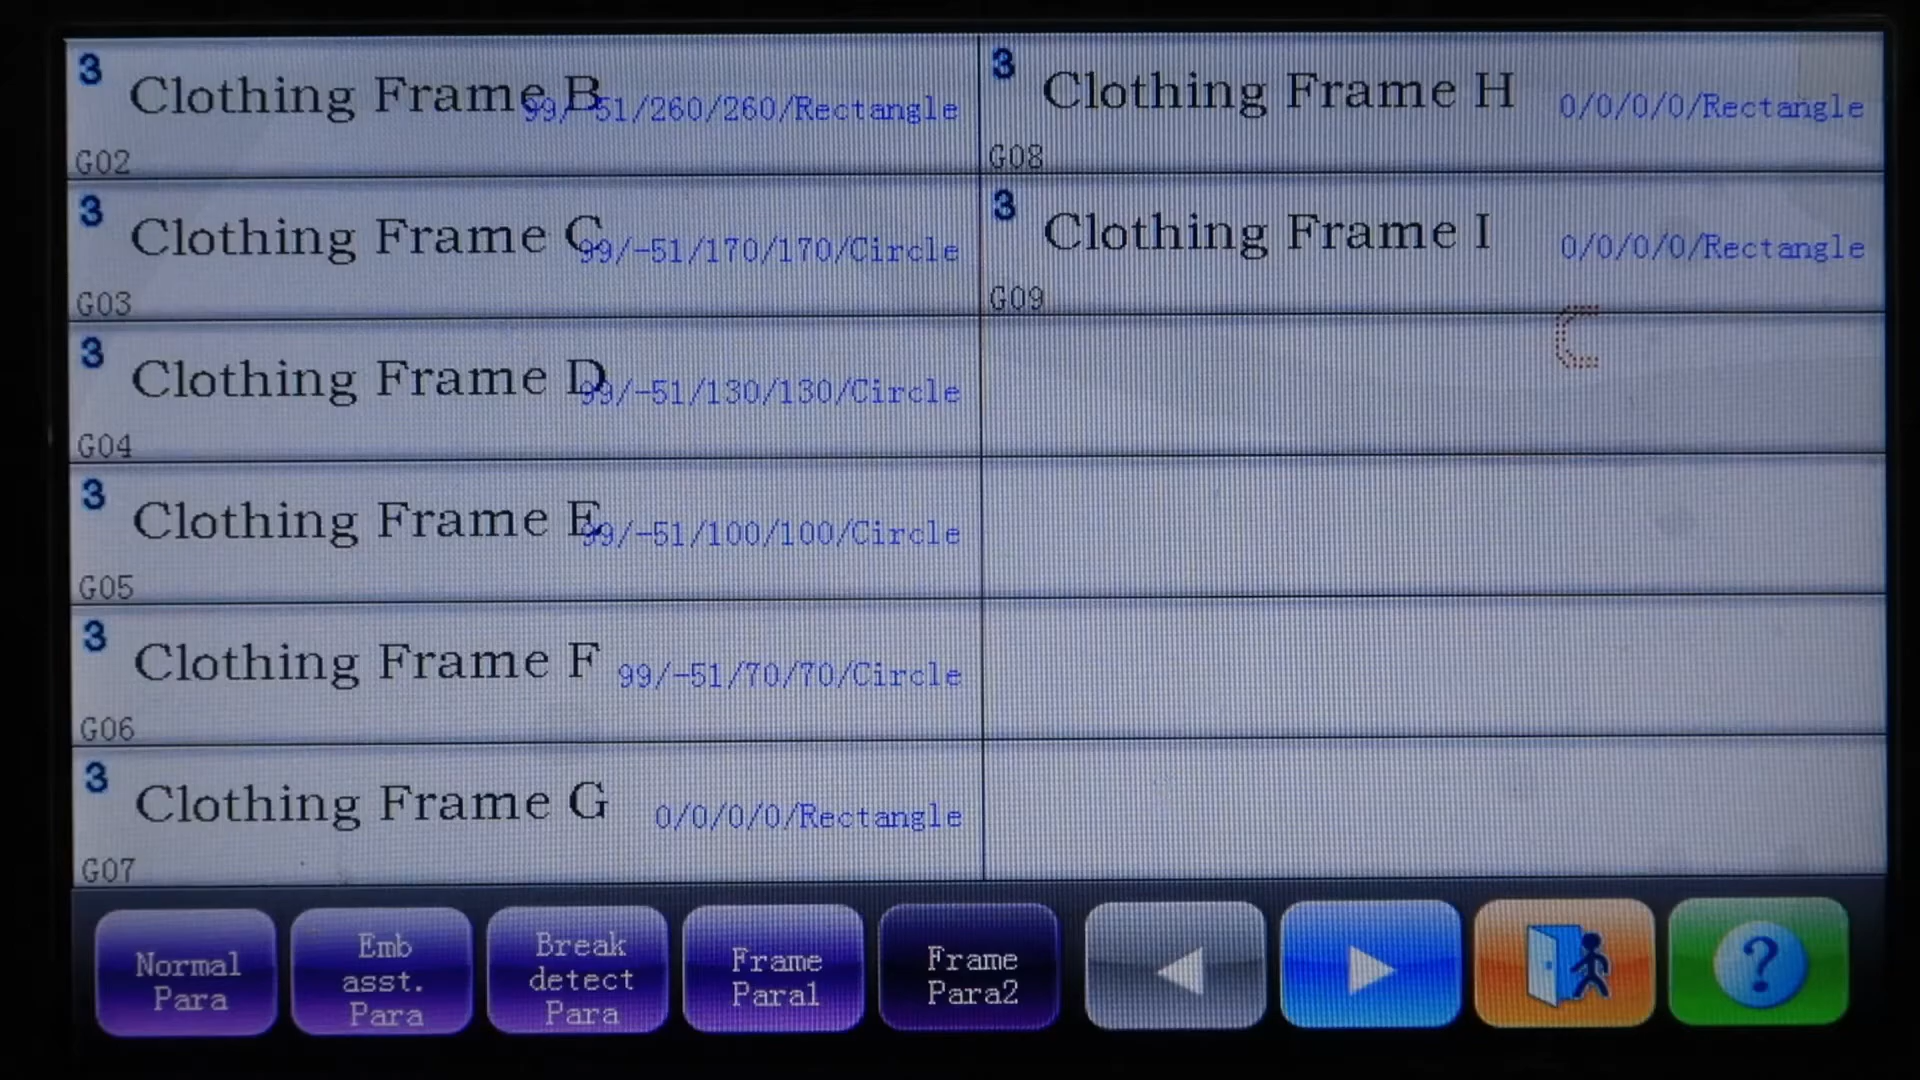 3
Clothing Frame B 99/-51/260/260/Rectangle
G02
3
Clothing Frame C 99/-51/170/170/Circle
G03
3
Clothing Frame D 99/-51/130/130/Circle
G04
3
Clothing Frame E 99/-51/100/100/Circle
G05
3
Clothing Frame F 99/-51/70/70/Circle
G06
3
Clothing Frame G 0/0/0/0/Rectangle
G07
3
Clothing Frame H 0/0/0/0/Rectangle
G08
3
Clothing Frame I 0/0/0/0/Rectangle
G09
Normal
Para
Emb
asst.
Para
Break
detect
Para
Frame
Para1
Frame
Para2
?